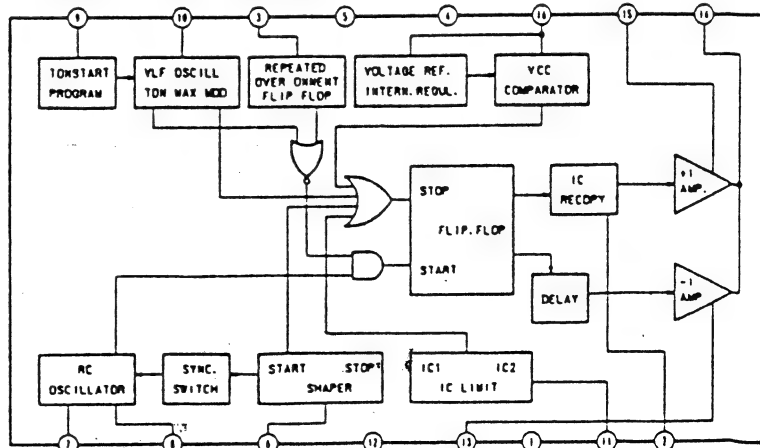 9 10 3 5 4 16 15 14
TONSTART
PROGRAM
VLF OSCILL
TON MAX MOD
REPEATED
OVER ONMENT
FLIP FLOP
VOLTAGE REF.
INTERN.REGUL.
VCC
COMPARATOR
STOP
FLIP.FLOP
START
IC
RECOPY
+1
AMP.
DELAY
-1
AMP
RC
OSCILLATOR
SYNC.
SWITCH
START STOP
SHAPER
IC1 IC2
IC LIMIT
7 8 6 12 13 1 11 2